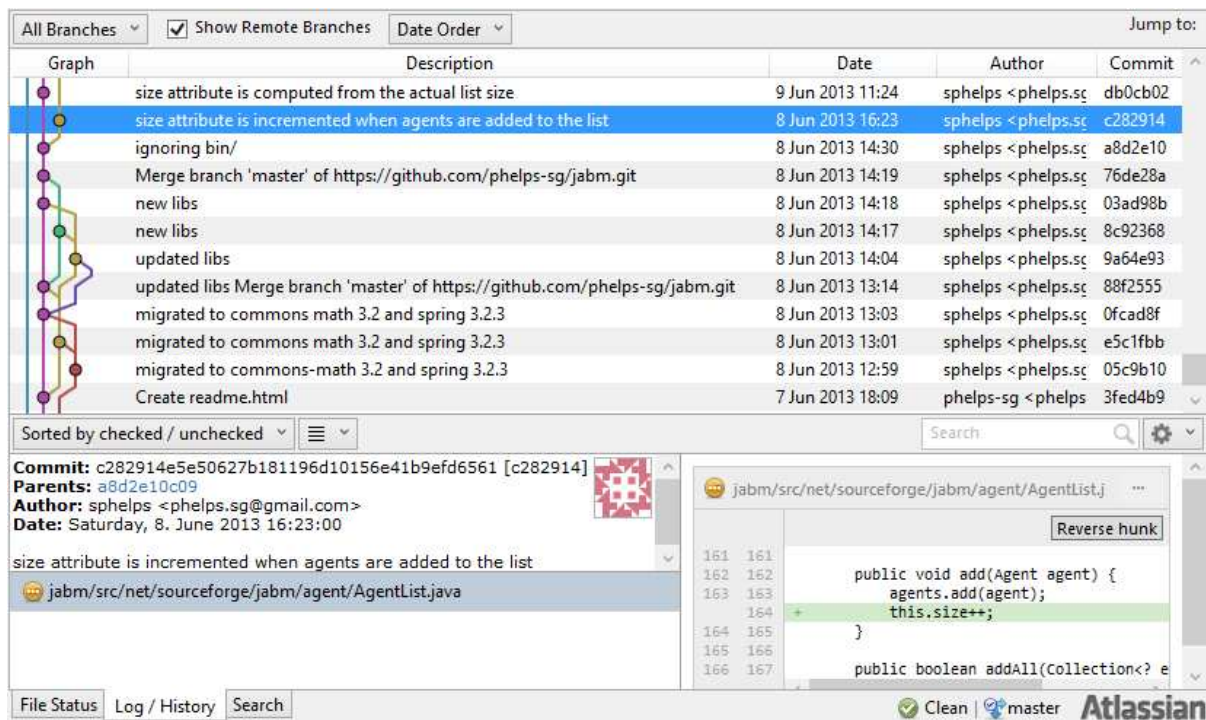 All Branches Show Remote Branches Date Order Jump to:
Graph Description Date Author Commit
size attribute is computed from the actual list size 9 Jun 2013 11:24 sphelps <phelps.sg db0cb02
size attribute is incremented when agents are added to the list 8 Jun 2013 16:23 sphelps <phelps.sg c282914
ignoring bin/ 8 Jun 2013 14:30 sphelps <phelps.sg a8d2e10
Merge branch 'master' of https://github.com/phelps-sg/jabm.git 8 Jun 2013 14:19 sphelps <phelps.sg 76de28a
new libs 8 Jun 2013 14:18 sphelps <phelps.sg 03ad98b
new libs 8 Jun 2013 14:17 sphelps <phelps.sg 8c92368
updated libs 8 Jun 2013 14:04 sphelps <phelps.sg 9a64e93
updated libs Merge branch 'master' of https://github.com/phelps-sg/jabm.git 8 Jun 2013 13:14 sphelps <phelps.sg 88f2555
migrated to commons math 3.2 and spring 3.2.3 8 Jun 2013 13:03 sphelps <phelps.sg 0fcad8f
migrated to commons math 3.2 and spring 3.2.3 8 Jun 2013 13:01 sphelps <phelps.sg e5c1fbb
migrated to commons-math 3.2 and spring 3.2.3 8 Jun 2013 12:59 sphelps <phelps.sg 05c9b10
Create readme.html 7 Jun 2013 18:09 phelps-sg <phelps 3fed4b9
Sorted by checked / unchecked Search
Commit: c282914e5e50627b181196d10156e41b9efd6561 [c282914]
Parents: a8d2e10c09
Author: sphelps <phelps.sg@gmail.com>
Date: Saturday, 8. June 2013 16:23:00
size attribute is incremented when agents are added to the list
jabm/src/net/sourceforge/jabm/agent/AgentList.java
jabm/src/net/sourceforge/jabm/agent/AgentList.j ...
Reverse hunk
161 161
162 162 public void add(Agent agent) {
163 163 agents.add(agent);
164 + this.size++;
164 165 }
165 166
166 167 public boolean addAll(Collection<? e
File Status Log / History Search Clean | master Atlassian